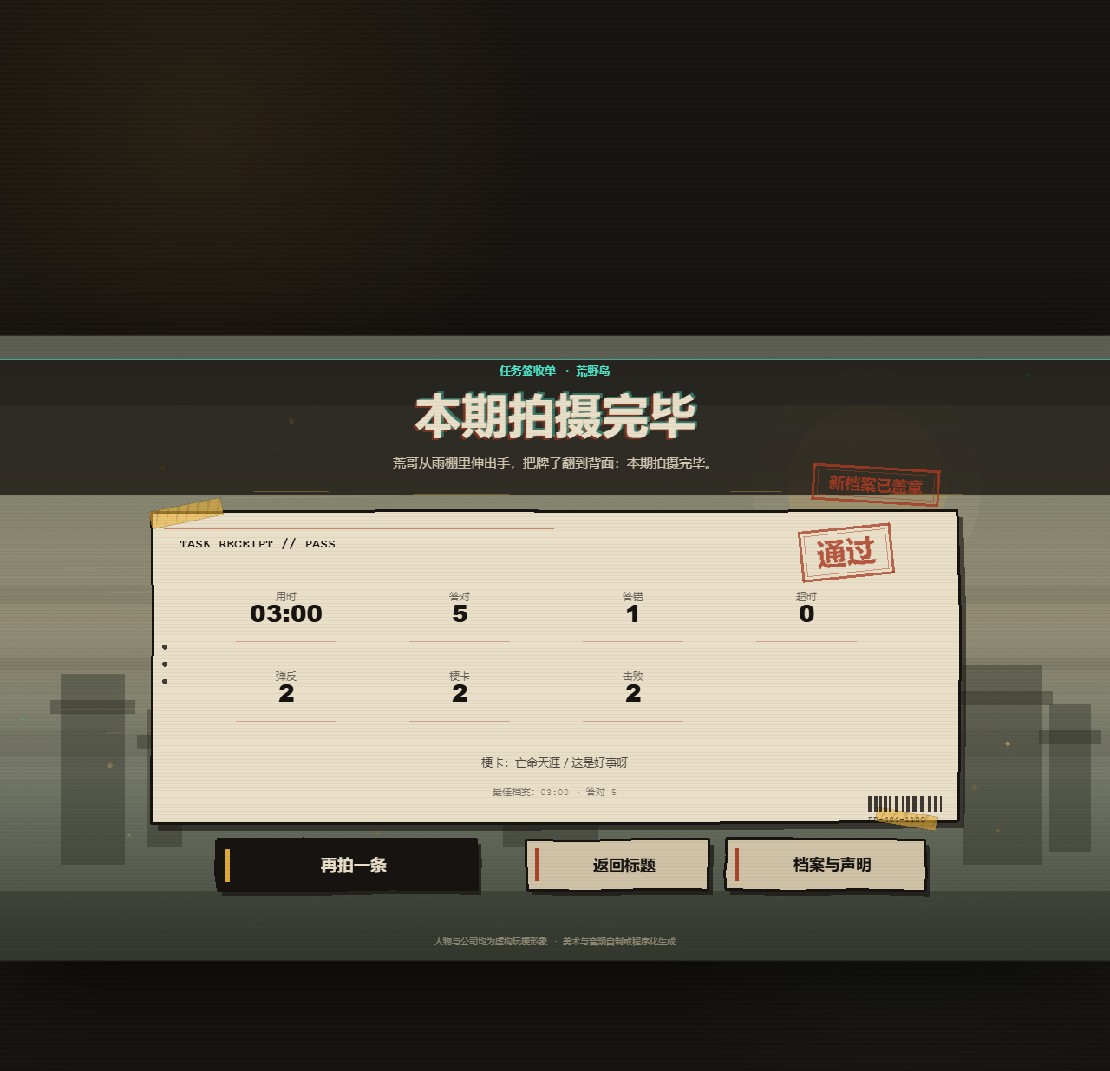 任务签收单 · 荒野岛
本期拍摄完毕
荒哥从雨棚里伸出手，把牌子翻到背面：本期拍摄完毕。
新档案已盖章
TASK RECEIPT // PASS
通过
用时 答对 答错 超时
03:00 5 1 0
弹反 梗卡 击败
2 2 2
梗卡：亡命天涯 / 这是好事呀
最佳档案：03:00 · 答对 5
再拍一条
返回标题
档案与声明
人物与公司均为虚构玩梗形象 · 美术与音频自制或程序化生成